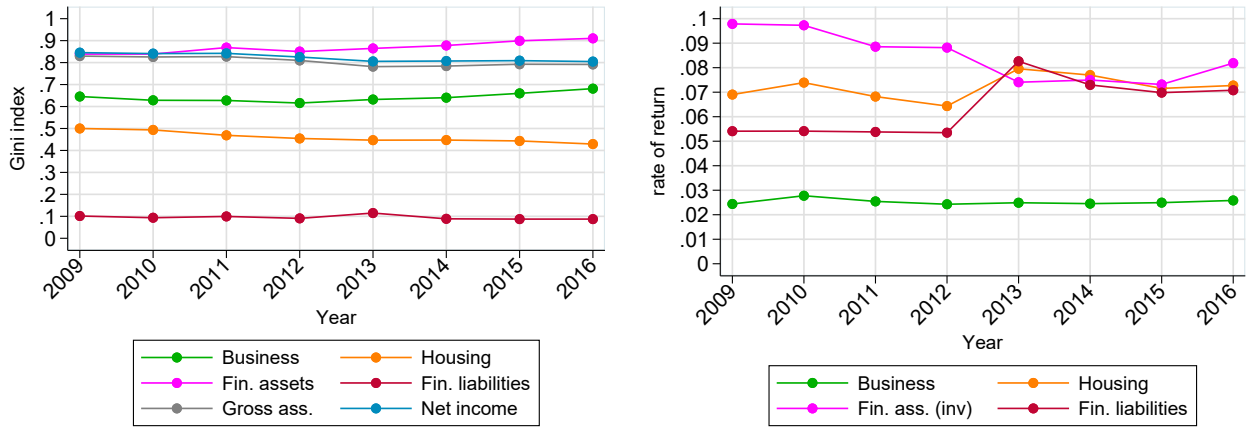 Gini index
1
.9
.8
.7
.6
.5
.4
.3
.2
.1
0
2009 2010 2011 2012 2013 2014 2015 2016
Year
Business Housing
Fin. assets Fin. liabilities
Gross ass. Net income
rate of return
.1
.09
.08
.07
.06
.05
.04
.03
.02
.01
0
2009 2010 2011 2012 2013 2014 2015 2016
Year
Business Housing
Fin. ass. (inv) Fin. liabilities